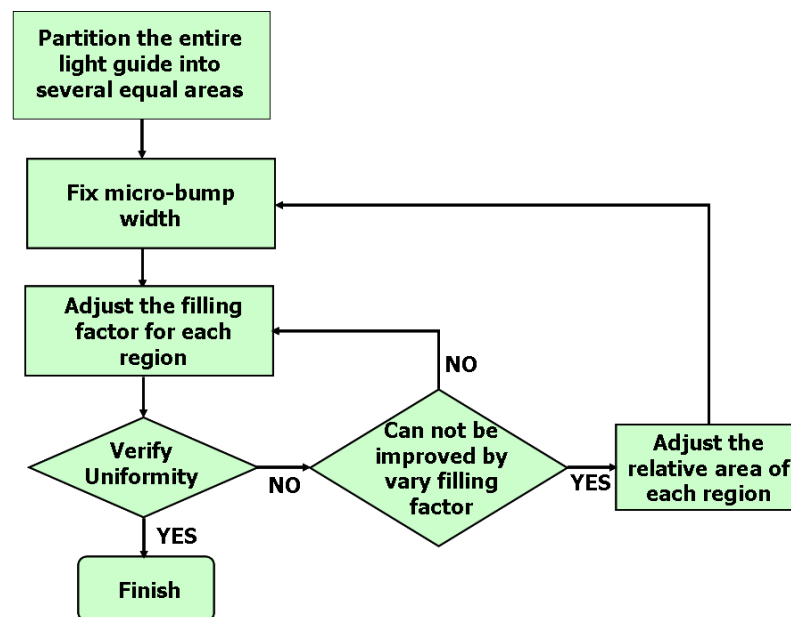 Partition the entire
light guide into
several equal areas
Fix micro-bump
width
Adjust the filling
factor for each
region
NO
Verify
Uniformity
NO
Can not be
improved by
vary filling
factor
YES
Adjust the
relative area of
each region
YES
Finish